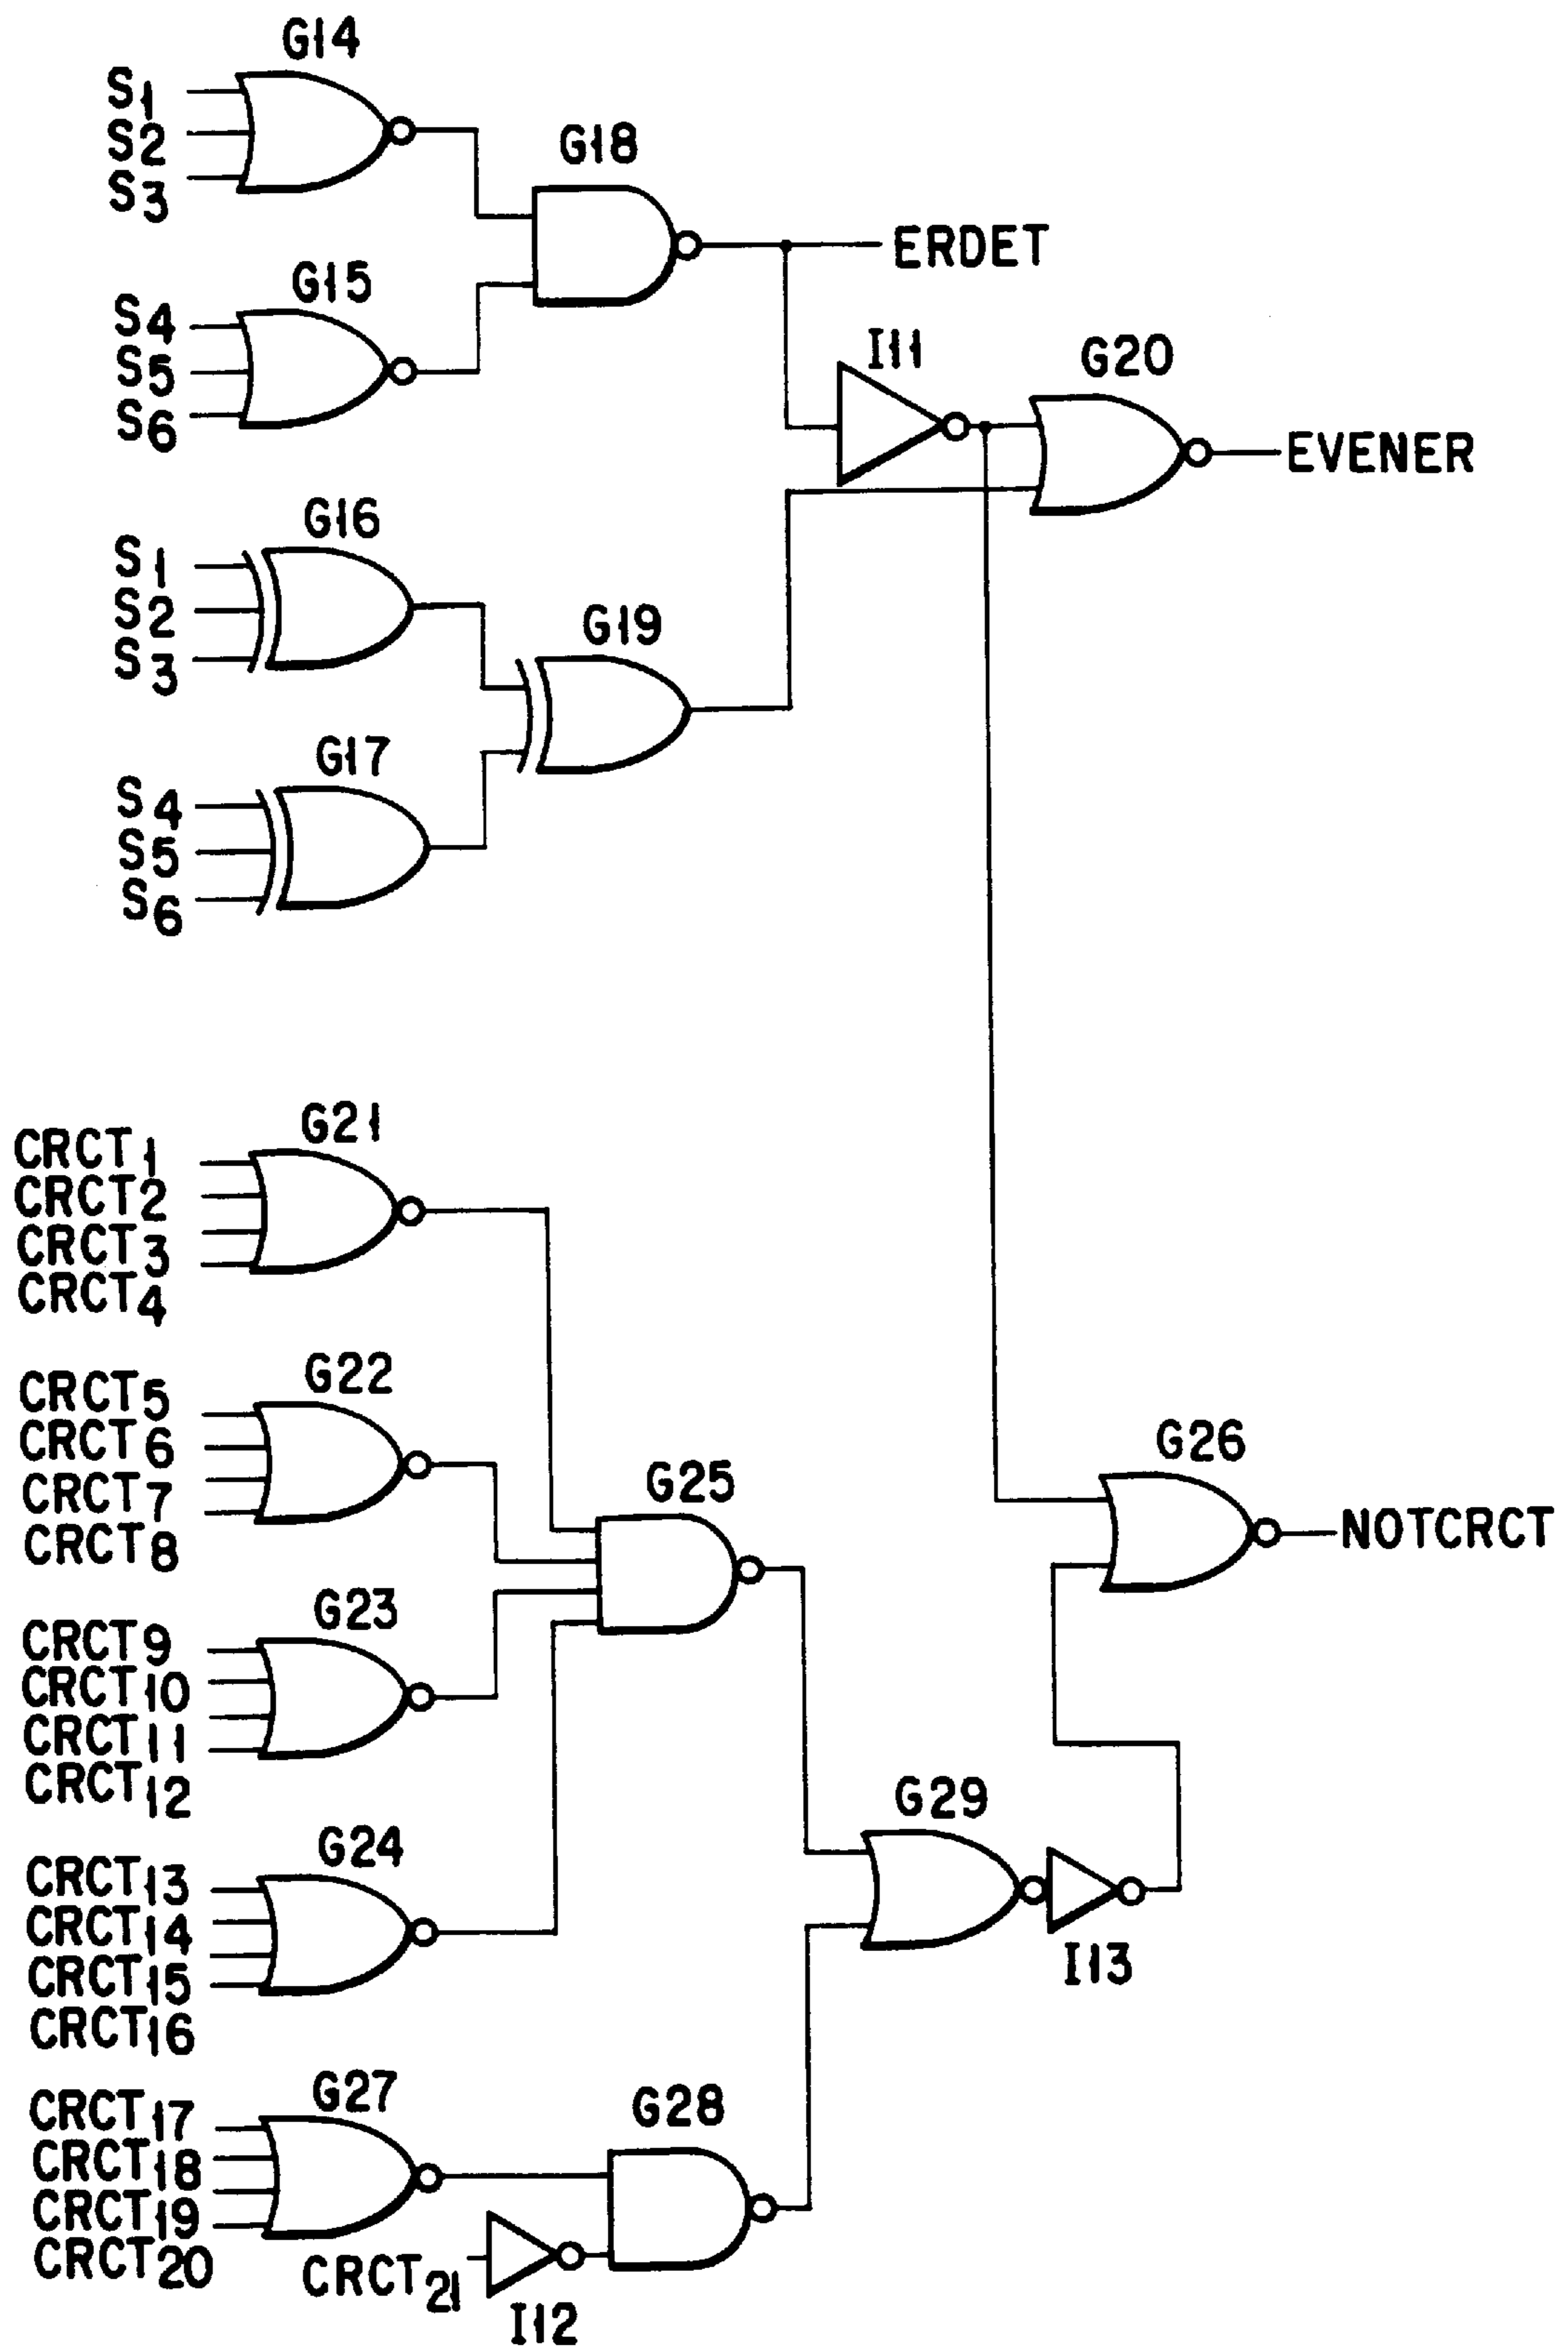 G14
S1
S2
S3
G18
ERDET
G15
S4
S5
S6
I11
G20
EVENER
G16
S1
S2
S3
G19
G17
S4
S5
S6
G21
CRCT1
CRCT2
CRCT3
CRCT4
G22
CRCT5
CRCT6
CRCT7
CRCT8
G25
G26
NOTCRCT
G23
CRCT9
CRCT10
CRCT11
CRCT12
G29
G24
CRCT13
CRCT14
CRCT15
CRCT16
I13
G27
CRCT17
CRCT18
CRCT19
CRCT20
G28
CRCT21
I12